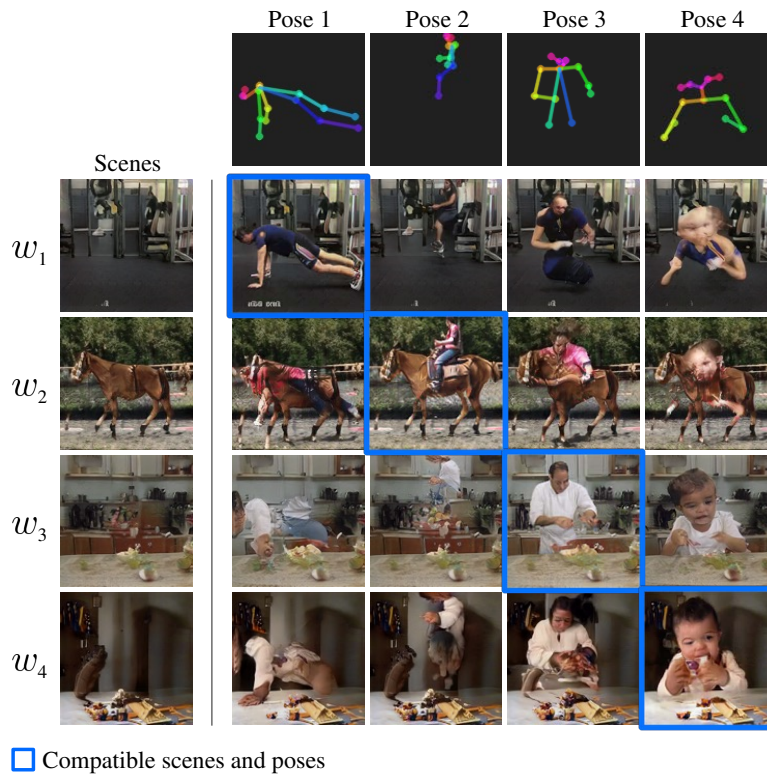 Pose 1 Pose 2 Pose 3 Pose 4
Scenes
w1
w2
w3
w4
Compatible scenes and poses